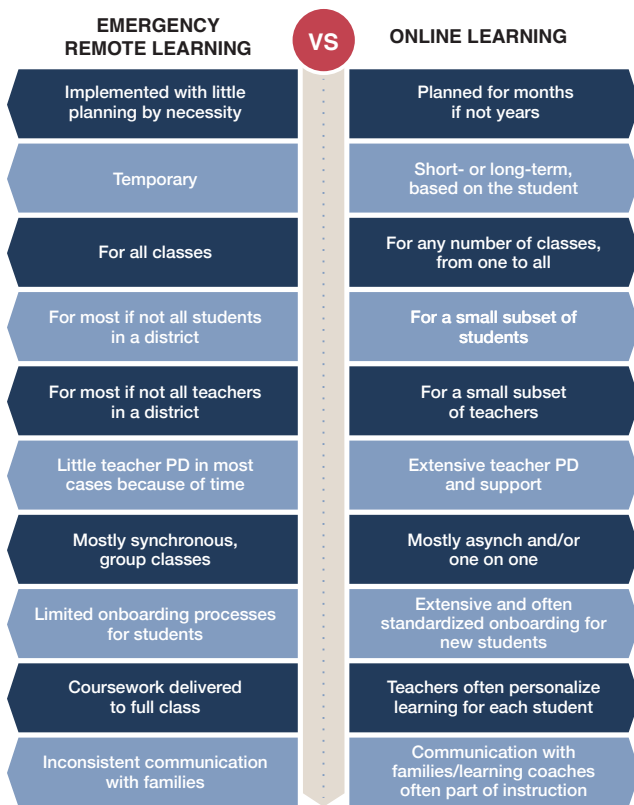 EMERGENCY
REMOTE LEARNING
VS
ONLINE LEARNING
Implemented with little
planning by necessity
Planned for months
if not years
Temporary
Short- or long-term,
based on the student
For all classes
For any number of classes,
from one to all
For most if not all students
in a district
For a small subset of
students
For most if not all teachers
in a district
For a small subset
of teachers
Little teacher PD in most
cases because of time
Extensive teacher PD
and support
Mostly synchronous,
group classes
Mostly asynch and/or
one on one
Limited onboarding processes
for students
Extensive and often
standardized onboarding for
new students
Coursework delivered
to full class
Teachers often personalize
learning for each student
Inconsistent communication
with families
Communication with
families/learning coaches
often part of instruction